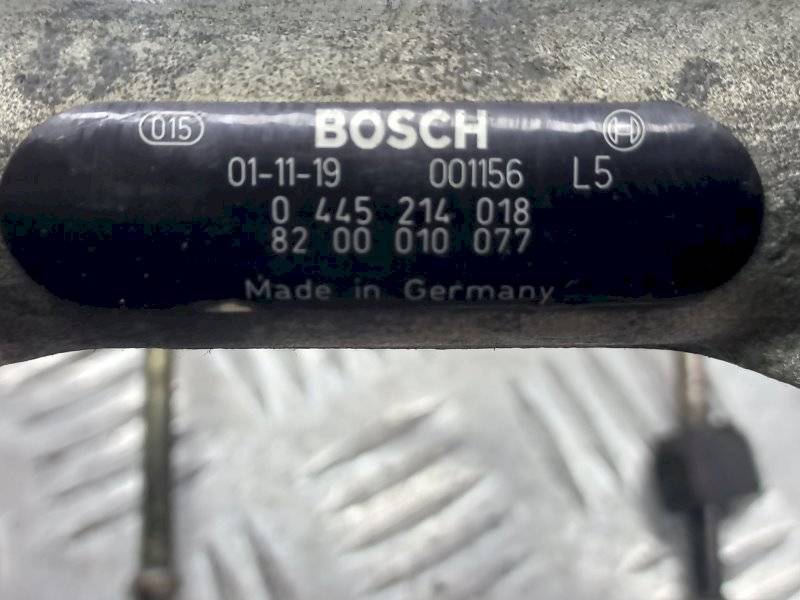 015 BOSCH
01-11-19 001156 L5
0 445 214 018
82 00 010 077
Made in Germany